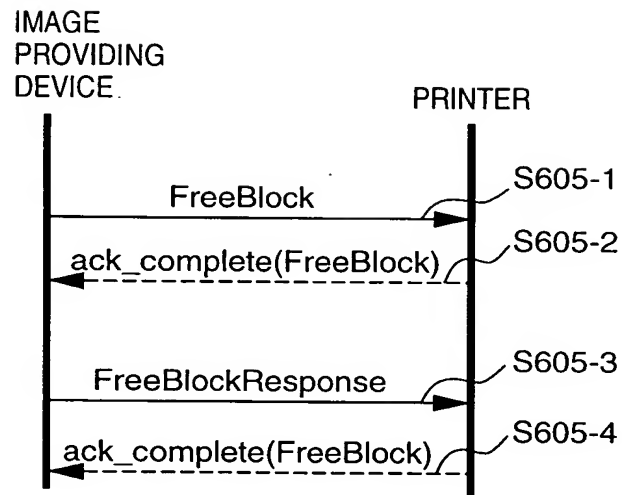 IMAGE
PROVIDING
DEVICE
PRINTER
FreeBlock
S605-1
ack_complete(FreeBlock)
S605-2
FreeBlockResponse
S605-3
ack_complete(FreeBlock)
S605-4